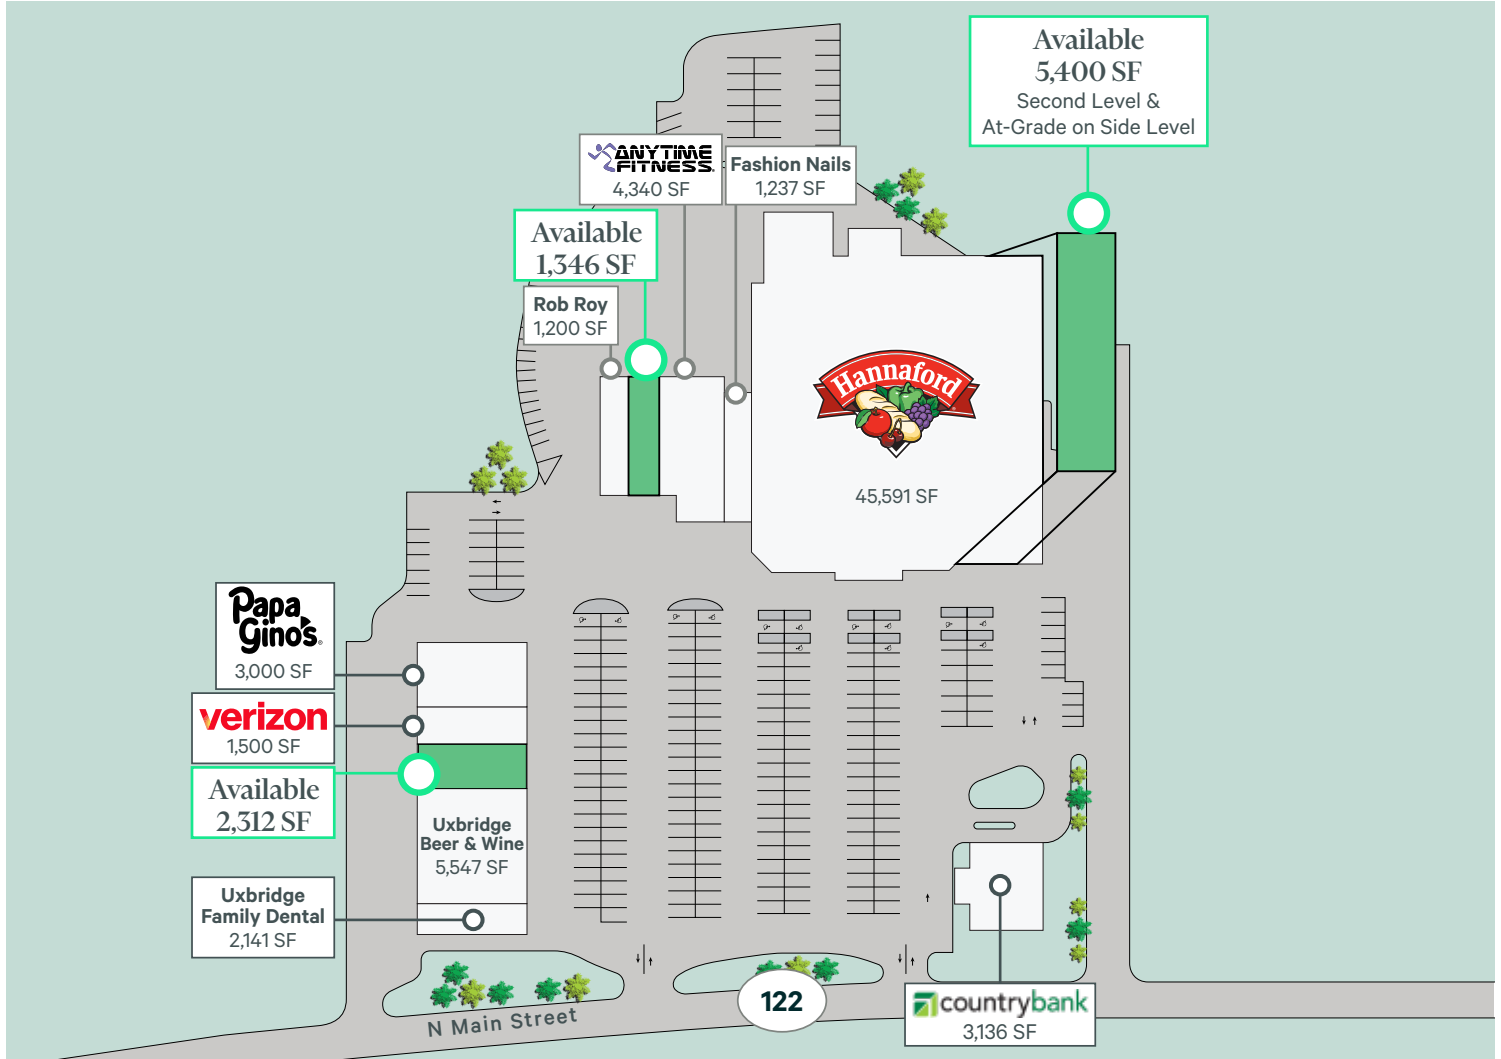 Available
5,400 SF
Second Level &
At-Grade on Side Level
ANYTIME
FITNESS
4,340 SF
Fashion Nails
1,237 SF
Available
1,346 SF
Rob Roy
1,200 SF
Hannaford
45,591 SF
Papa
Gino's
3,000 SF
verizon
1,500 SF
Available
2,312 SF
Uxbridge
Beer & Wine
5,547 SF
Uxbridge
Family Dental
2,141 SF
N Main Street
122
countrybank
3,136 SF